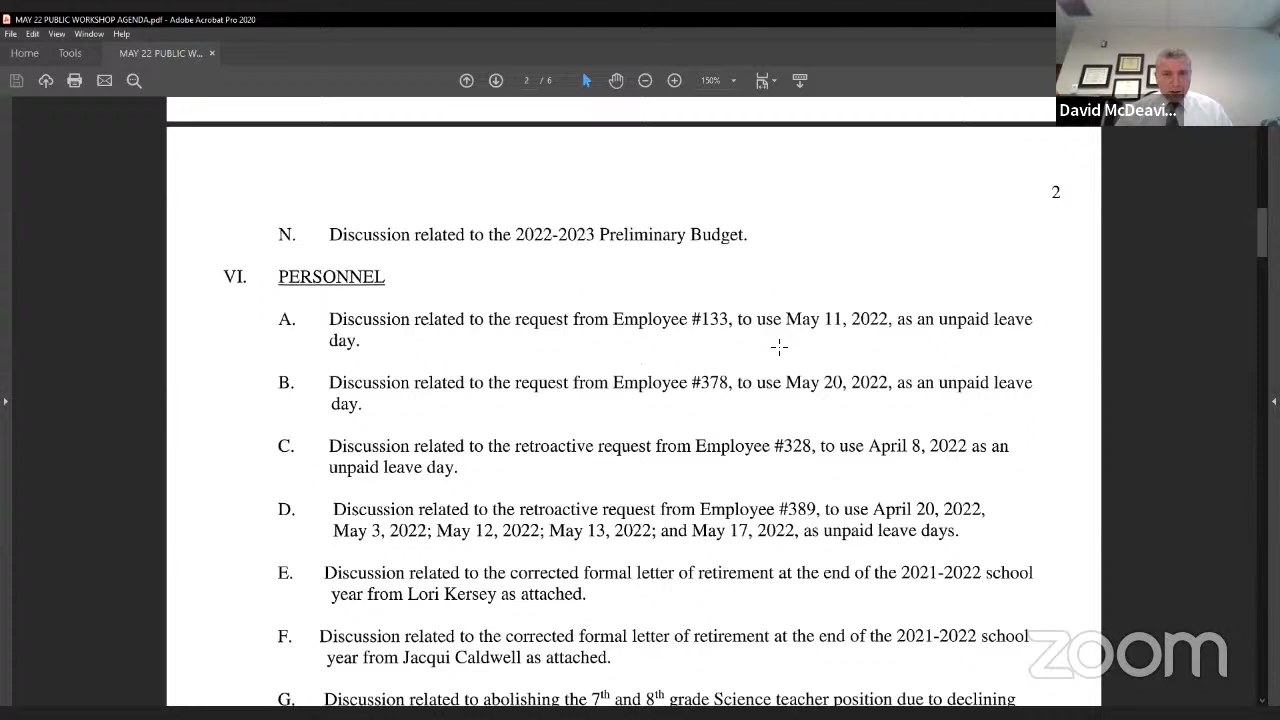 MAY 22 PUBLIC WORKSHOP AGENDA.pdf - Adobe Acrobat Pro 2020
File Edit View Window Help
Home Tools MAY 22 PUBLIC W... ×
2 / 6 150%
David McDeavi...
2
N. Discussion related to the 2022-2023 Preliminary Budget.
VI. PERSONNEL
A. Discussion related to the request from Employee #133, to use May 11, 2022, as an unpaid leave
day.
B. Discussion related to the request from Employee #378, to use May 20, 2022, as an unpaid leave
day.
C. Discussion related to the retroactive request from Employee #328, to use April 8, 2022 as an
unpaid leave day.
D. Discussion related to the retroactive request from Employee #389, to use April 20, 2022,
May 3, 2022; May 12, 2022; May 13, 2022; and May 17, 2022, as unpaid leave days.
E. Discussion related to the corrected formal letter of retirement at the end of the 2021-2022 school
year from Lori Kersey as attached.
F. Discussion related to the corrected formal letter of retirement at the end of the 2021-2022 school
year from Jacqui Caldwell as attached.
G. Discussion related to abolishing the 7th and 8th grade Science teacher position due to declining
zoom